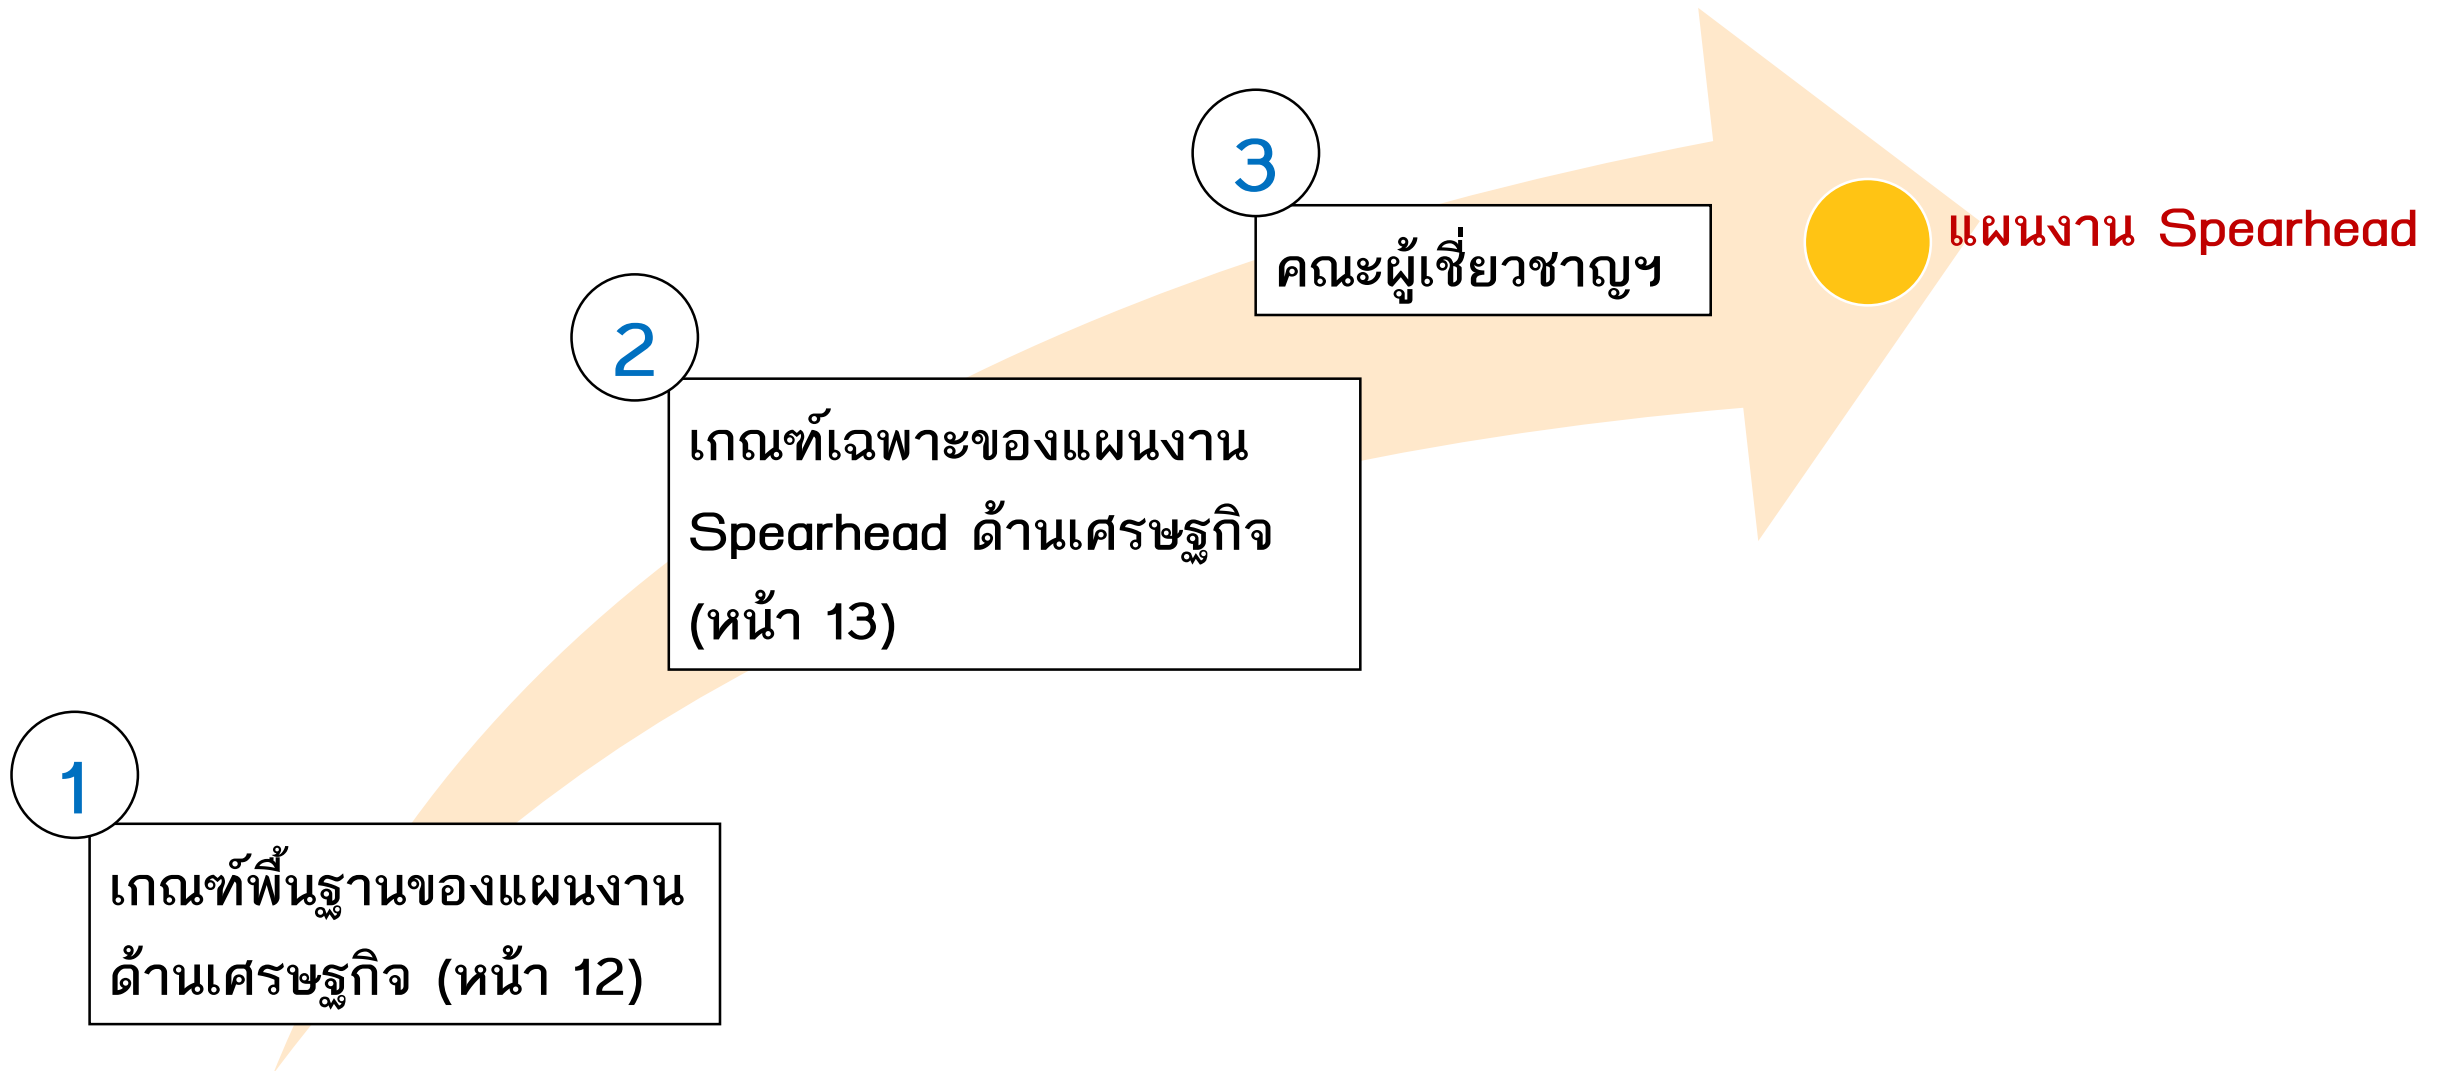 1
เกณฑ์พื้นฐานของแผนงาน
ด้านเศรษฐกิจ (หน้า 12)
2
เกณฑ์เฉพาะของแผนงาน
Spearhead ด้านเศรษฐกิจ
(หน้า 13)
3
คณะผู้เชี่ยวชาญฯ
แผนงาน Spearhead